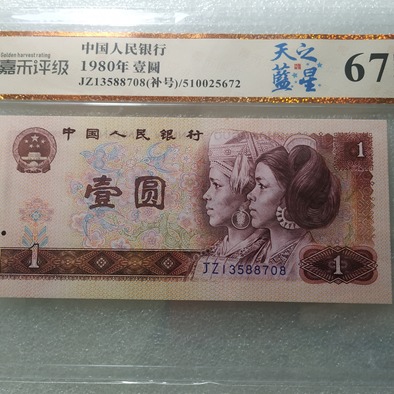 Golden harvest rating
嘉禾评级
中国人民银行
1980年 壹圆
JZ13588708(补号)/510025672
天之
蓝星
67
中国人民银行
壹圆
1
1
JZ13588708
1